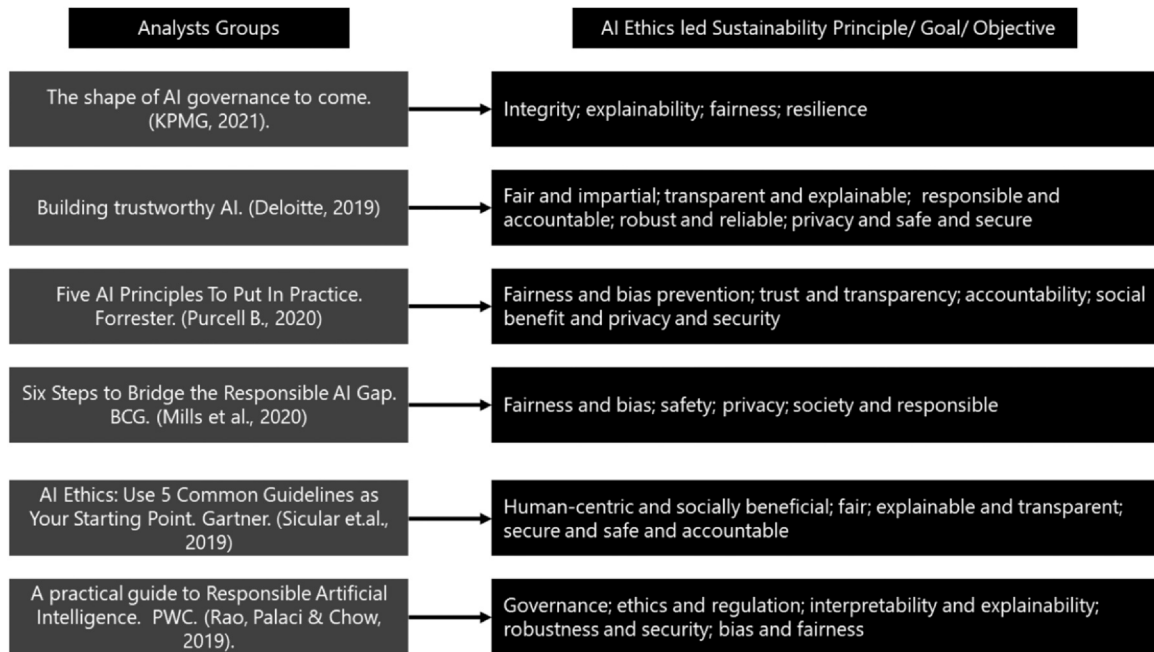 Analysts Groups
AI Ethics led Sustainability Principle/ Goal/ Objective
The shape of AI governance to come.
(KPMG, 2021).
Integrity; explainability; fairness; resilience
Building trustworthy AI. (Deloitte, 2019)
Fair and impartial; transparent and explainable;  responsible and
accountable; robust and reliable; privacy and safe and secure
Five AI Principles To Put In Practice.
Forrester. (Purcell B., 2020)
Fairness and bias prevention; trust and transparency; accountability; social
benefit and privacy and security
Six Steps to Bridge the Responsible AI Gap.
BCG. (Mills et al., 2020)
Fairness and bias; safety; privacy; society and responsible
AI Ethics: Use 5 Common Guidelines as
Your Starting Point. Gartner. (Sicular et.al.,
2019)
Human-centric and socially beneficial; fair; explainable and transparent;
secure and safe and accountable
A practical guide to Responsible Artificial
Intelligence.  PWC. (Rao, Palaci & Chow,
2019).
Governance; ethics and regulation; interpretability and explainability;
robustness and security; bias and fairness